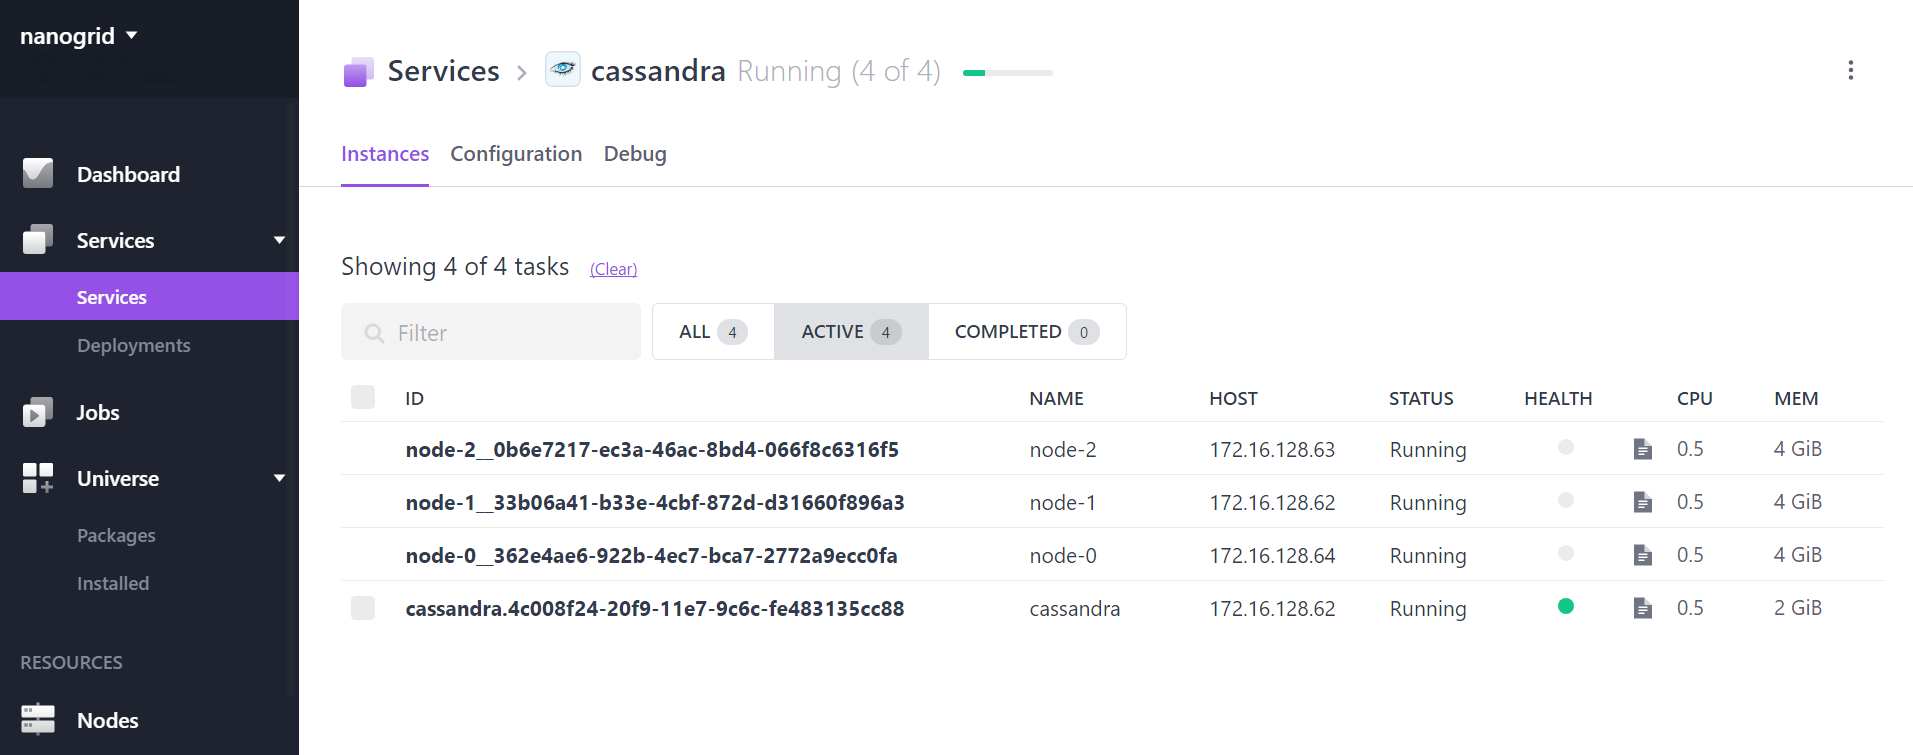 nanogrid
Dashboard
Services
Services
Deployments
Jobs
Universe
Packages
Installed
RESOURCES
Nodes
Services > cassandra Running (4 of 4)
Instances Configuration Debug
Showing 4 of 4 tasks (Clear)
Filter ALL 4 ACTIVE 4 COMPLETED 0
ID NAME HOST STATUS HEALTH CPU MEM
node-2__0b6e7217-ec3a-46ac-8bd4-066f8c6316f5 node-2 172.16.128.63 Running 0.5 4 GiB
node-1__33b06a41-b33e-4cbf-872d-d31660f896a3 node-1 172.16.128.62 Running 0.5 4 GiB
node-0__362e4ae6-922b-4ec7-bca7-2772a9ecc0fa node-0 172.16.128.64 Running 0.5 4 GiB
cassandra.4c008f24-20f9-11e7-9c6c-fe483135cc88 cassandra 172.16.128.62 Running 0.5 2 GiB